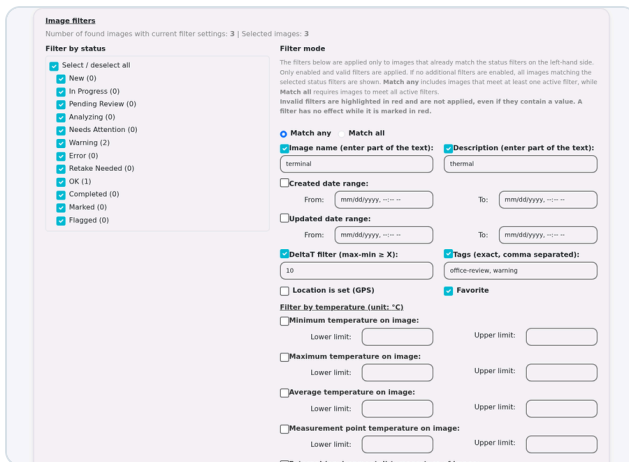 Image filters
Number of found images with current filter settings: 3 | Selected images: 3
Filter by status
Select / deselect all
New (0)
In Progress (0)
Pending Review (0)
Analyzing (0)
Needs Attention (0)
Warning (2)
Error (0)
Retake Needed (0)
OK (1)
Completed (0)
Marked (0)
Flagged (0)
Filter mode
The filters below are applied only to images that already match the status filters on the left-hand side.
Only enabled and valid filters are applied. If no additional filters are enabled, all images matching the
selected status filters are shown. Match any includes images that meet at least one active filter, while
Match all requires images to meet all active filters.
Invalid filters are highlighted in red and are not applied, even if they contain a value. A
filter has no effect while it is marked in red.
Match any Match all
Image name (enter part of the text): Description (enter part of the text):
terminal thermal
Created date range:
From: mm/dd/yyyy, --:-- -- To: mm/dd/yyyy, --:-- --
Updated date range:
From: mm/dd/yyyy, --:-- -- To: mm/dd/yyyy, --:-- --
DeltaT filter (max-min ≥ X): Tags (exact, comma separated):
10 office-review, warning
Location is set (GPS) Favorite
Filter by temperature (unit: °C)
Minimum temperature on image:
Lower limit: Upper limit:
Maximum temperature on image:
Lower limit: Upper limit:
Average temperature on image:
Lower limit: Upper limit:
Measurement point temperature on image:
Lower limit: Upper limit: